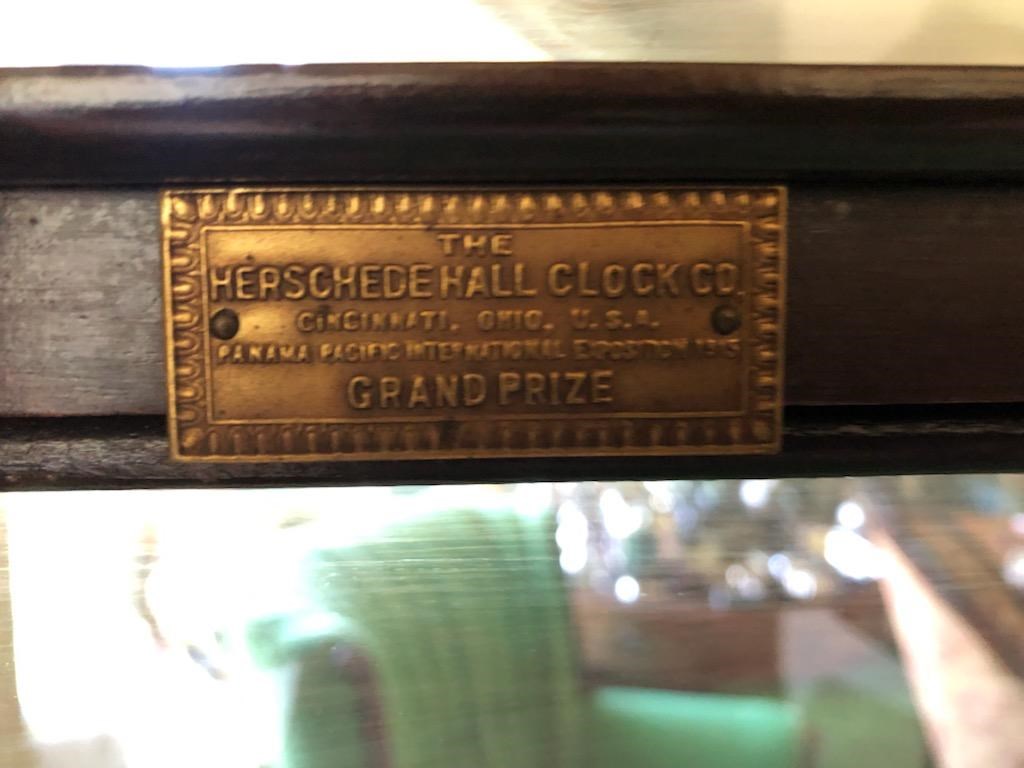 THE
HERSCHEDE HALL CLOCK CO.
CINCINNATI. OHIO. U.S.A.
PANAMA PACIFIC INTERNATIONAL EXPOSITION 1915
GRAND PRIZE